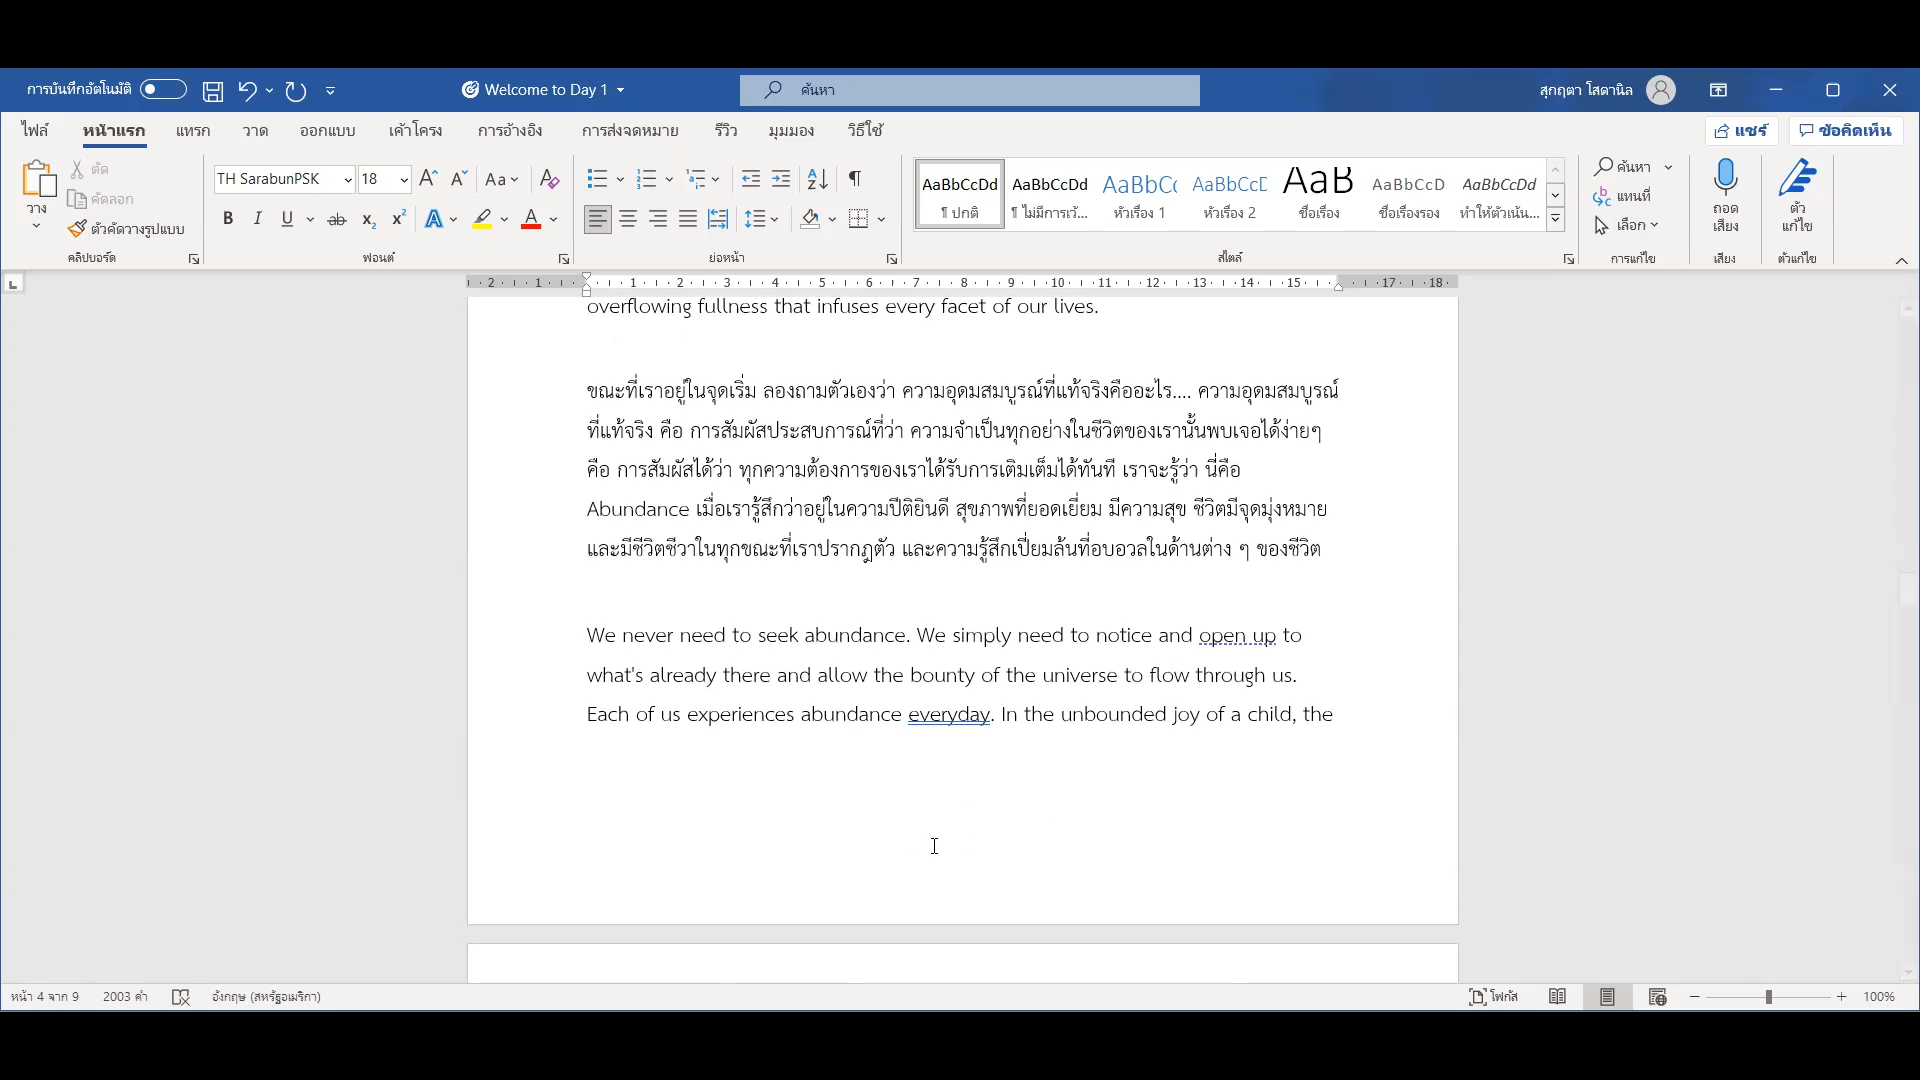 การบันทึกอัตโนมัติ
Welcome to Day 1
ค้นหา
สุกฤตา โสดานิล
ไฟล์ หน้าแรก แทรก วาด ออกแบบ เค้าโครง การอ้างอิง การส่งจดหมาย รีวิว มุมมอง วิธีใช้
แชร์ ข้อคิดเห็น
วาง
ตัด
คัดลอก
ตัวคัดวางรูปแบบ
คลิปบอร์ด
TH SarabunPSK 18
ฟอนต์
ย่อหน้า
AaBbCcDd AaBbCcDd AaBbCc AaBbCcD AaB AaBbCcD AaBbCcDd
¶ ปกติ ¶ ไม่มีการเว้... หัวเรื่อง 1 หัวเรื่อง 2 ชื่อเรื่อง ชื่อเรื่องรอง ทำให้ตัวเน้น...
สไตล์
ค้นหา
แทนที่
เลือก
การแก้ไข
ถอด
เสียง
เสียง
ตัว
แก้ไข
ตัวแก้ไข
2 1 1 2 3 4 5 6 7 8 9 10 11 12 13 14 15 17 18
overflowing fullness that infuses every facet of our lives.
ขณะที่เราอยู่ในจุดเริ่ม ลองถามตัวเองว่า ความอุดมสมบูรณ์ที่แท้จริงคืออะไร.... ความอุดมสมบูรณ์
ที่แท้จริง คือ การสัมผัสประสบการณ์ที่ว่า ความจำเป็นทุกอย่างในชีวิตของเรานั้นพบเจอได้ง่ายๆ
คือ การสัมผัสได้ว่า ทุกความต้องการของเราได้รับการเติมเต็มได้ทันที เราจะรู้ว่า นี่คือ
Abundance เมื่อเรารู้สึกว่าอยู่ในความปีติยินดี สุขภาพที่ยอดเยี่ยม มีความสุข ชีวิตมีจุดมุ่งหมาย
และมีชีวิตชีวาในทุกขณะที่เราปรากฎตัว และความรู้สึกเปี่ยมล้นที่อบอวลในด้านต่าง ๆ ของชีวิต
We never need to seek abundance. We simply need to notice and open up to
what's already there and allow the bounty of the universe to flow through us.
Each of us experiences abundance everyday. In the unbounded joy of a child, the
หน้า 4 จาก 9 2003 คำ อังกฤษ (สหรัฐอเมริกา)
โฟกัส
100%